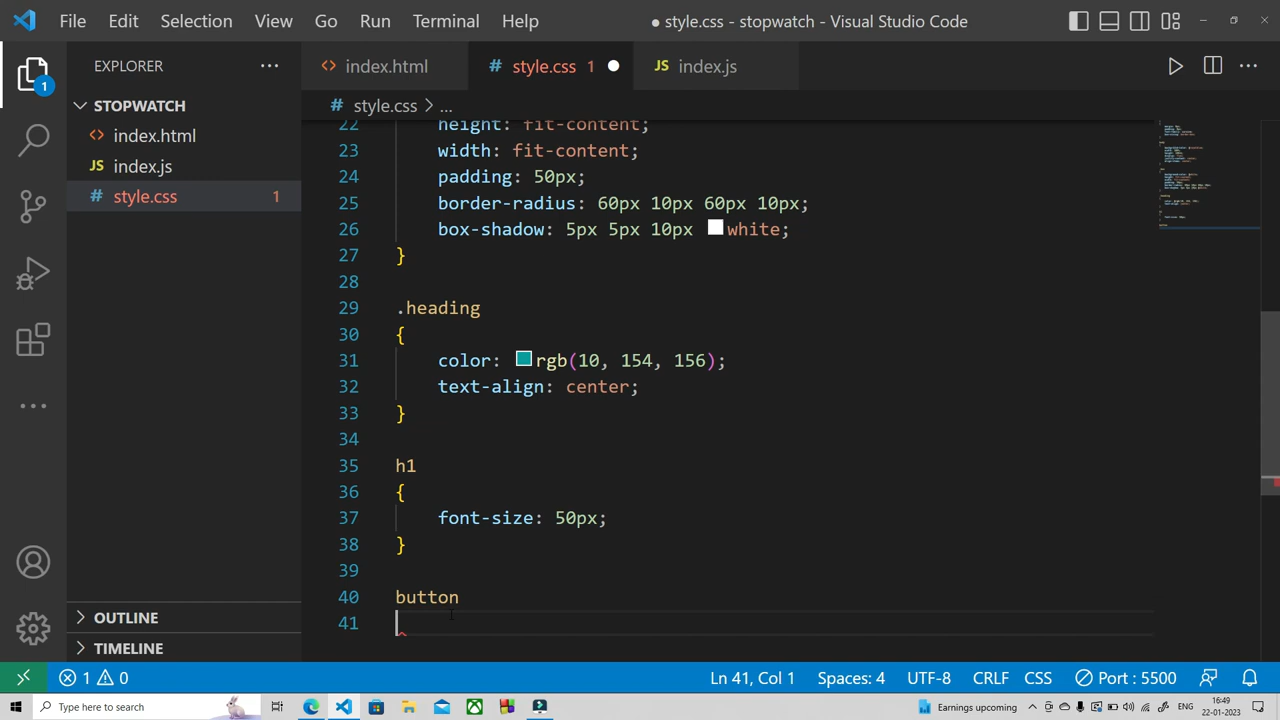 File Edit Selection View Go Run Terminal Help ● style.css - stopwatch - Visual Studio Code
EXPLORER ···
<> index.html # style.css 1 JS index.js
STOPWATCH
# style.css > ...
<> index.html
JS index.js
# style.css 1
22 height: fit-content;
23 width: fit-content;
24 padding: 50px;
25 border-radius: 60px 10px 60px 10px;
26 box-shadow: 5px 5px 10px white;
27 }
28
29 .heading
30 {
31 color: rgb(10, 154, 156);
32 text-align: center;
33 }
34
35 h1
36 {
37 font-size: 50px;
38 }
39
40 button
41
1
OUTLINE
TIMELINE
1 0 Ln 41, Col 1 Spaces: 4 UTF-8 CRLF CSS Port : 5500
Type here to search Earnings upcoming ENG 16:49
22-01-2023